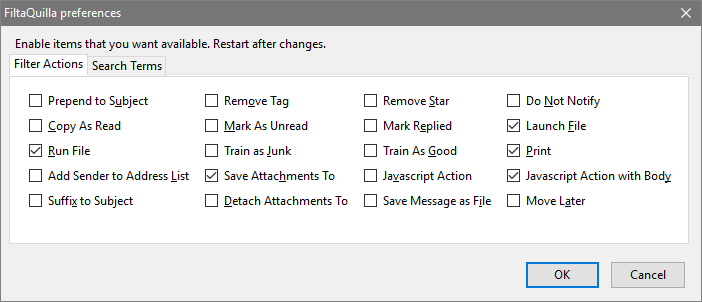 FiltaQuilla preferences
Enable items that you want available. Restart after changes.
Filter Actions Search Terms
Prepend to Subject Remove Tag Remove Star Do Not Notify
Copy As Read Mark As Unread Mark Replied Launch File
Run File Train as Junk Train As Good Print
Add Sender to Address List Save Attachments To Javascript Action Javascript Action with Body
Suffix to Subject Detach Attachments To Save Message as File Move Later
OK Cancel